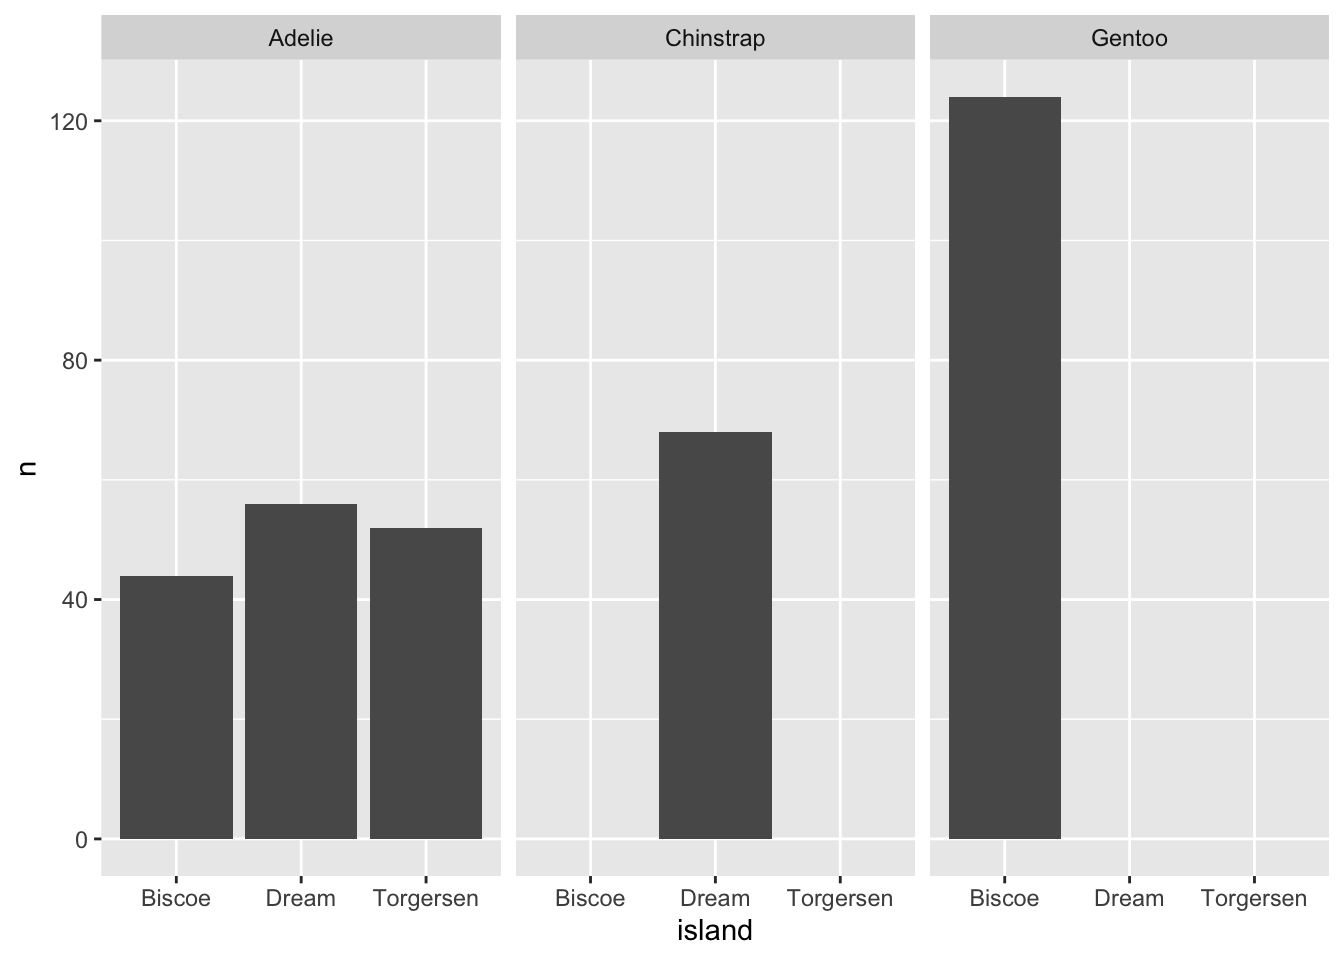 Adelie Chinstrap Gentoo
120
80
40
0
n
Biscoe Dream Torgersen Biscoe Dream Torgersen Biscoe Dream Torgersen
island